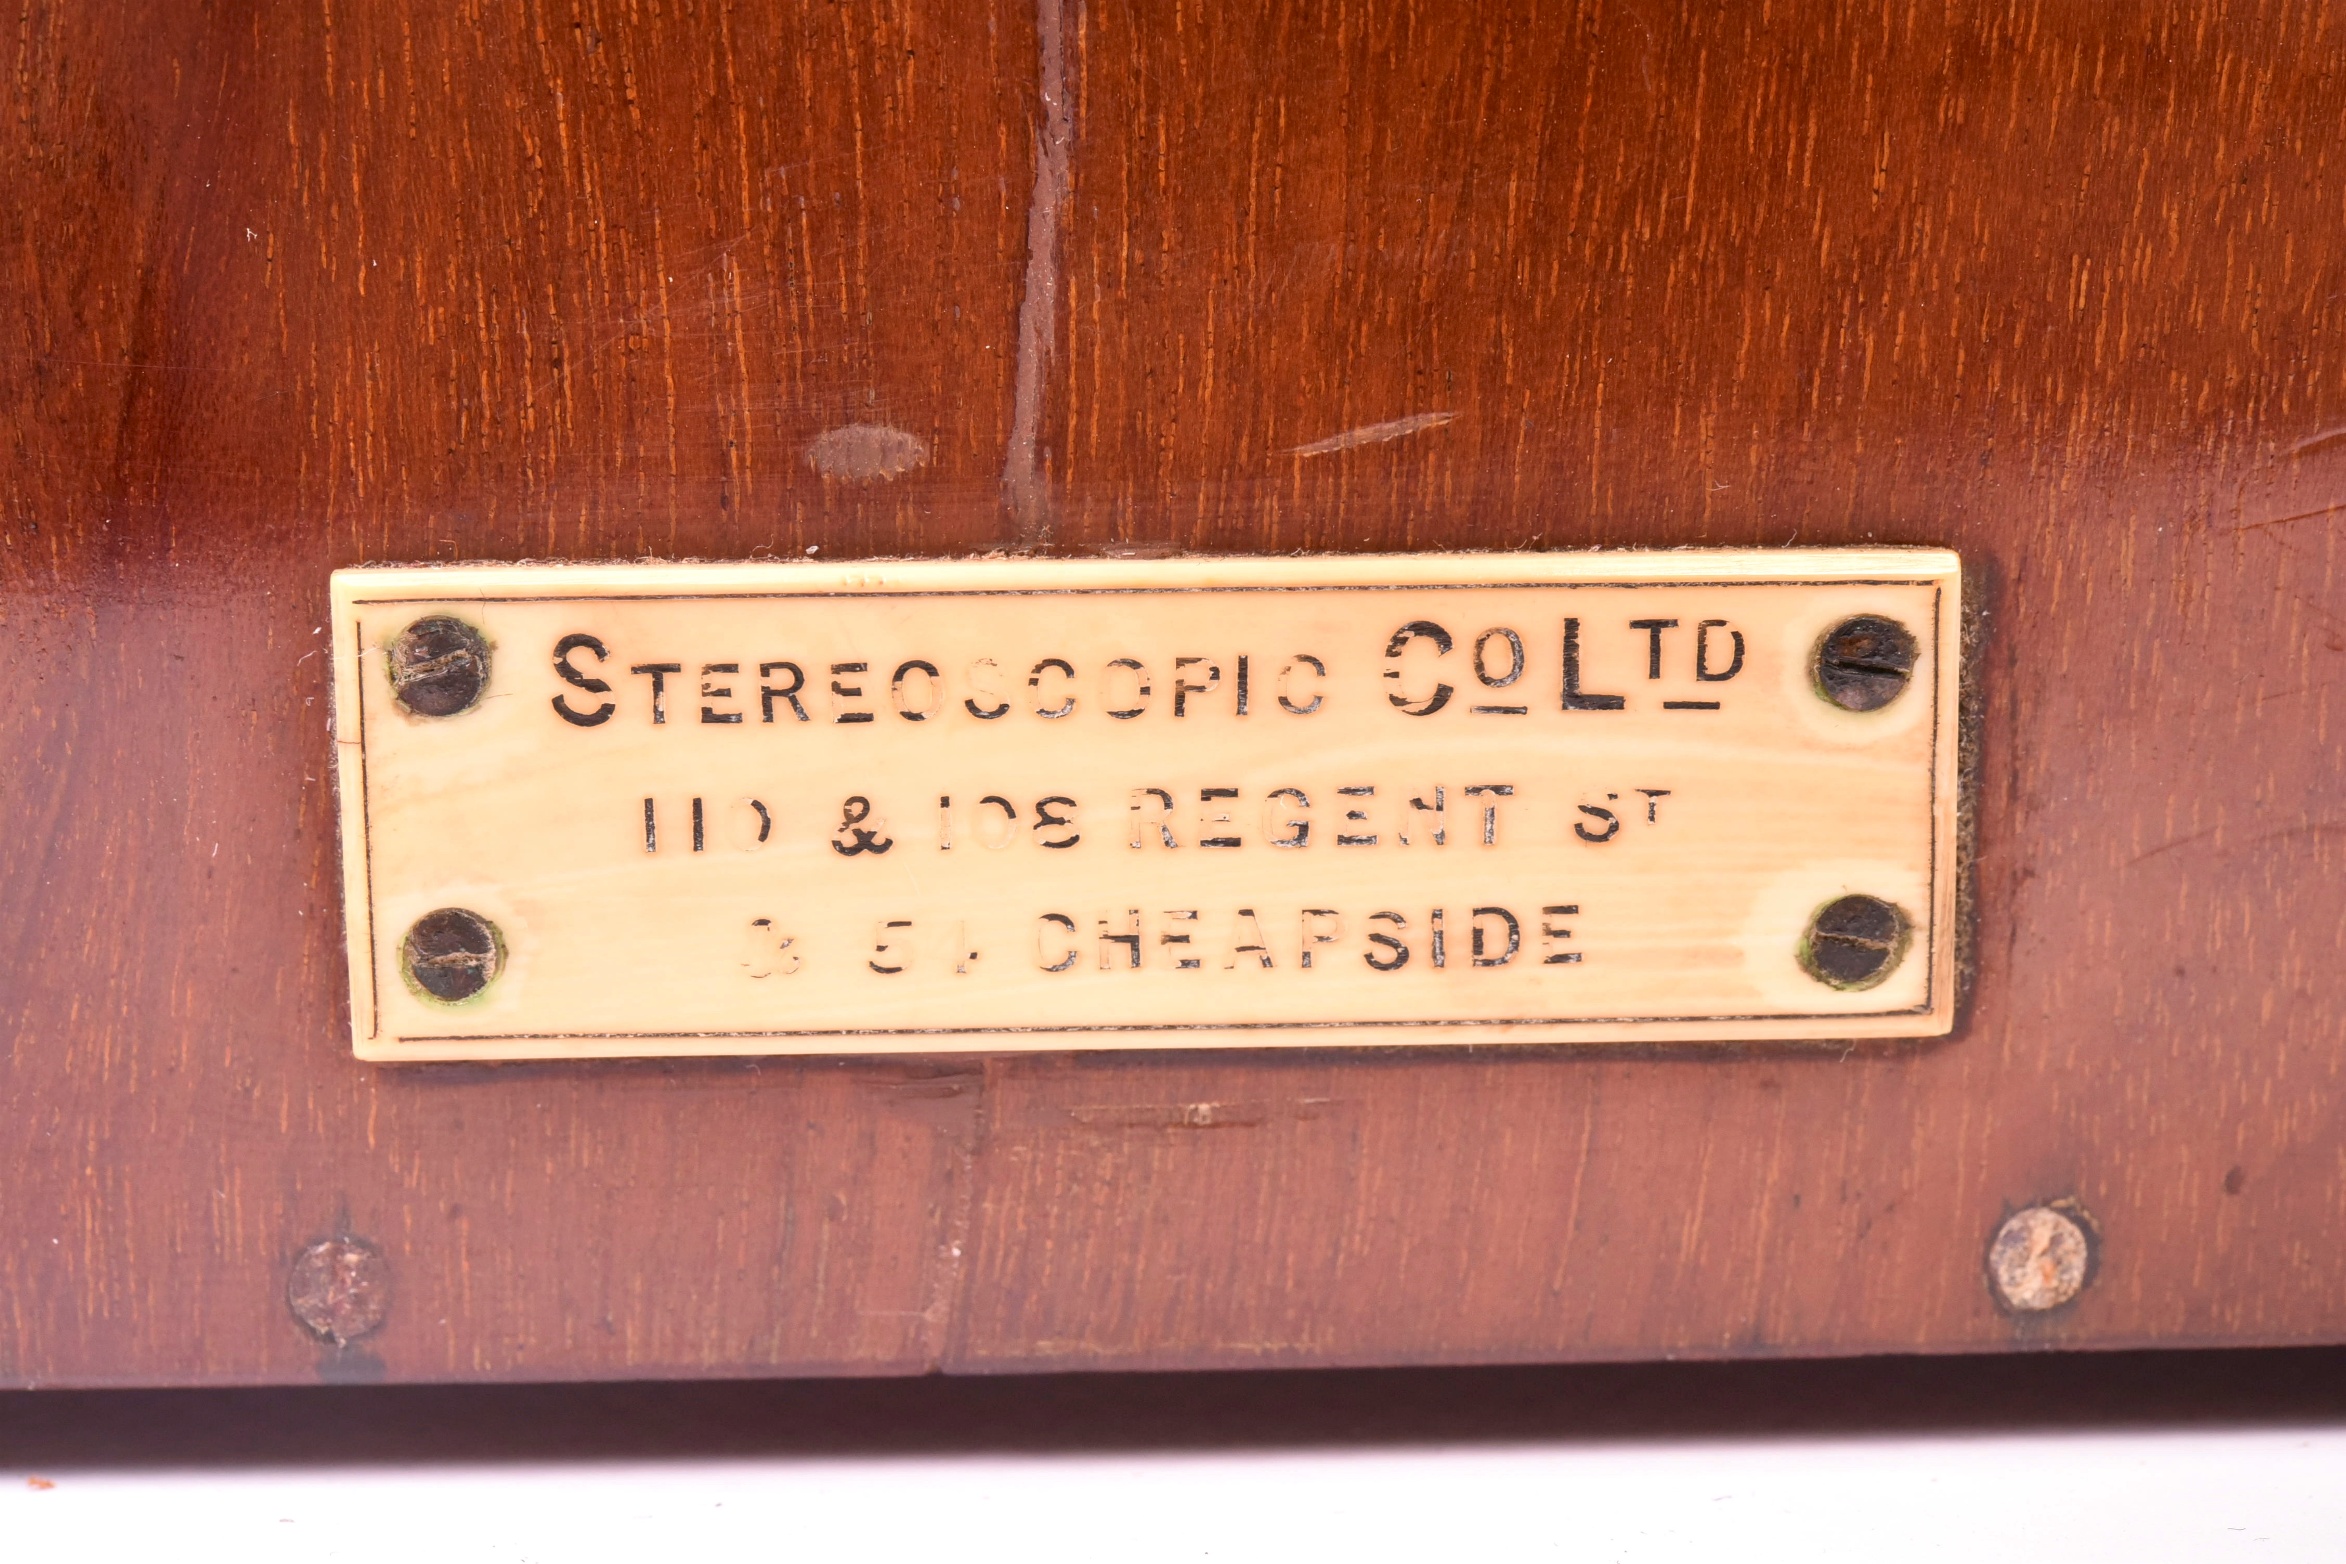 STEREOSCOPIC CO LTD
110 & 108 REGENT ST
& 54 CHEAPSIDE